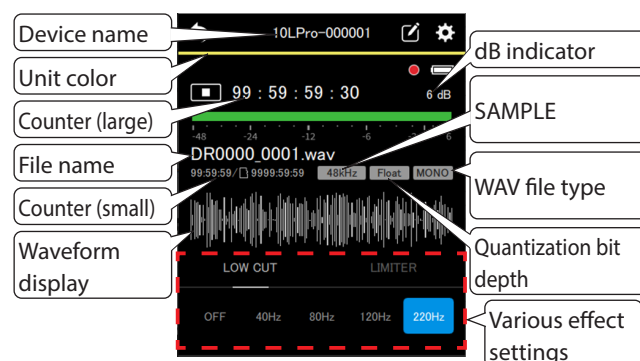 Device name
Unit color
Counter (large)
File name
Counter (small)
Waveform
display
10LPro-000001
99 : 59 : 59 : 30
6 dB
-48 -24 -12 -6 6
DR0000_0001.wav
99:59:59/ 9999:59:59 48kHz Float MONO
LOW CUT LIMITER
OFF 40Hz 80Hz 120Hz 220Hz
dB indicator
SAMPLE
WAV file type
Quantization bit
depth
Various effect
settings